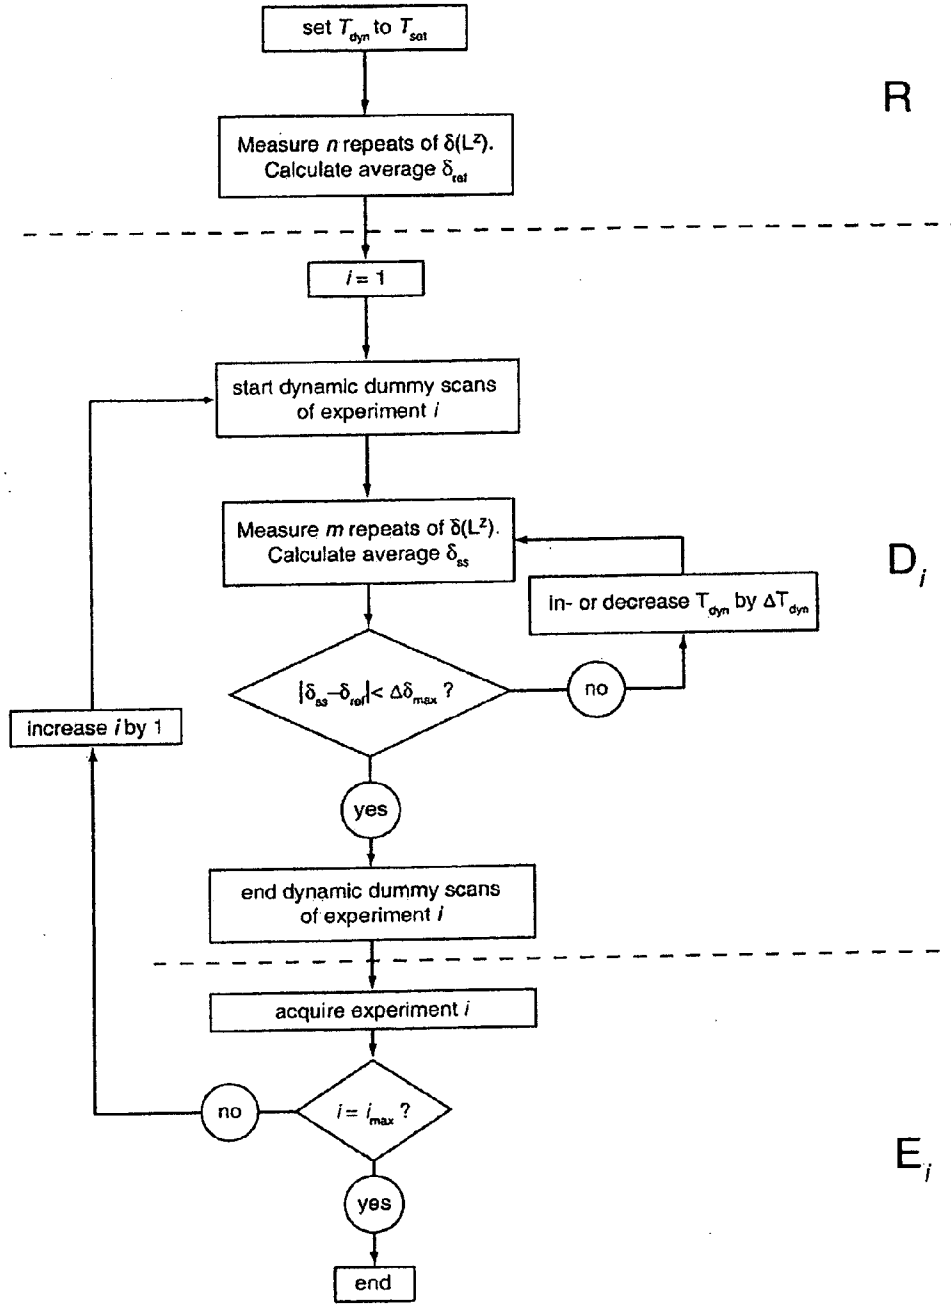 set T_dyn to T_set
R
Measure n repeats of δ(L^z).
Calculate average δ_ref
i = 1
start dynamic dummy scans
of experiment i
Measure m repeats of δ(L^z).
Calculate average δ_ss
D_i
in- or decrease T_dyn by ΔT_dyn
|δ_ss–δ_ref| < Δδ_max ?
no
increase i by 1
yes
end dynamic dummy scans
of experiment i
acquire experiment i
no
i = i_max ?
E_i
yes
end